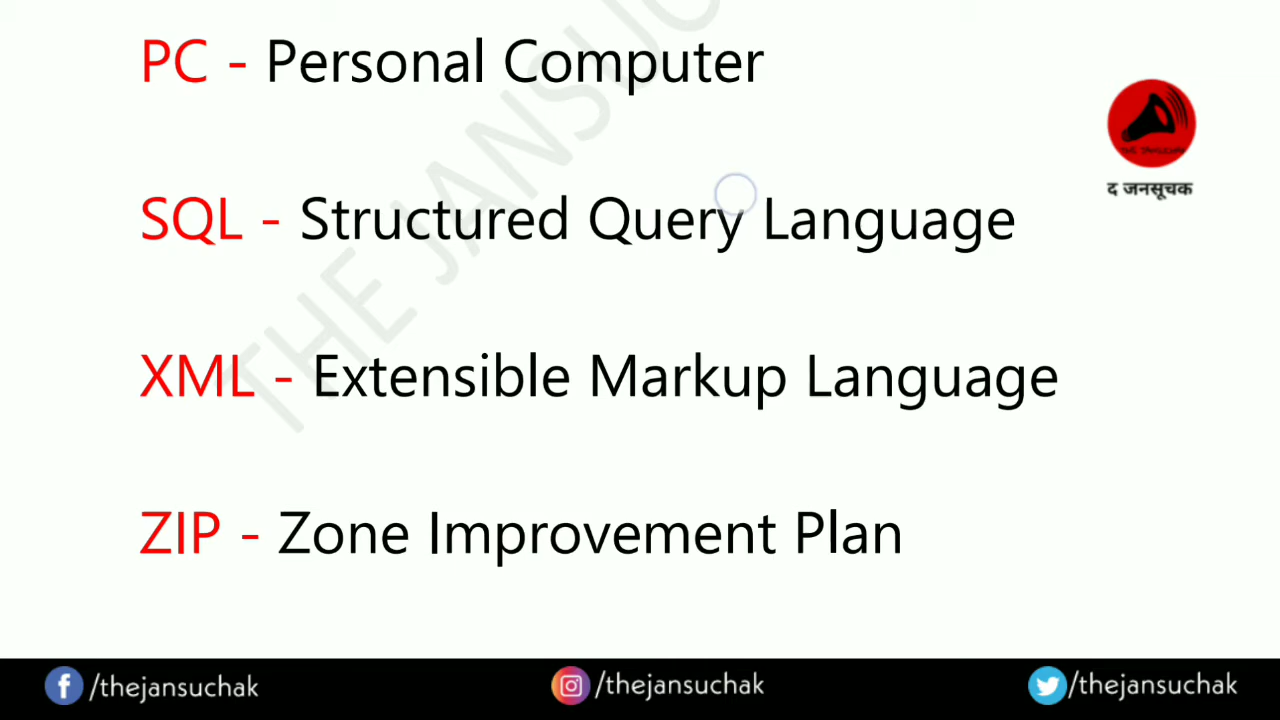 PC - Personal Computer
द जनसूचक
SQL - Structured Query Language
XML - Extensible Markup Language
ZIP - Zone Improvement Plan
THE JANSUC
/thejansuchak
/thejansuchak
/thejansuchak